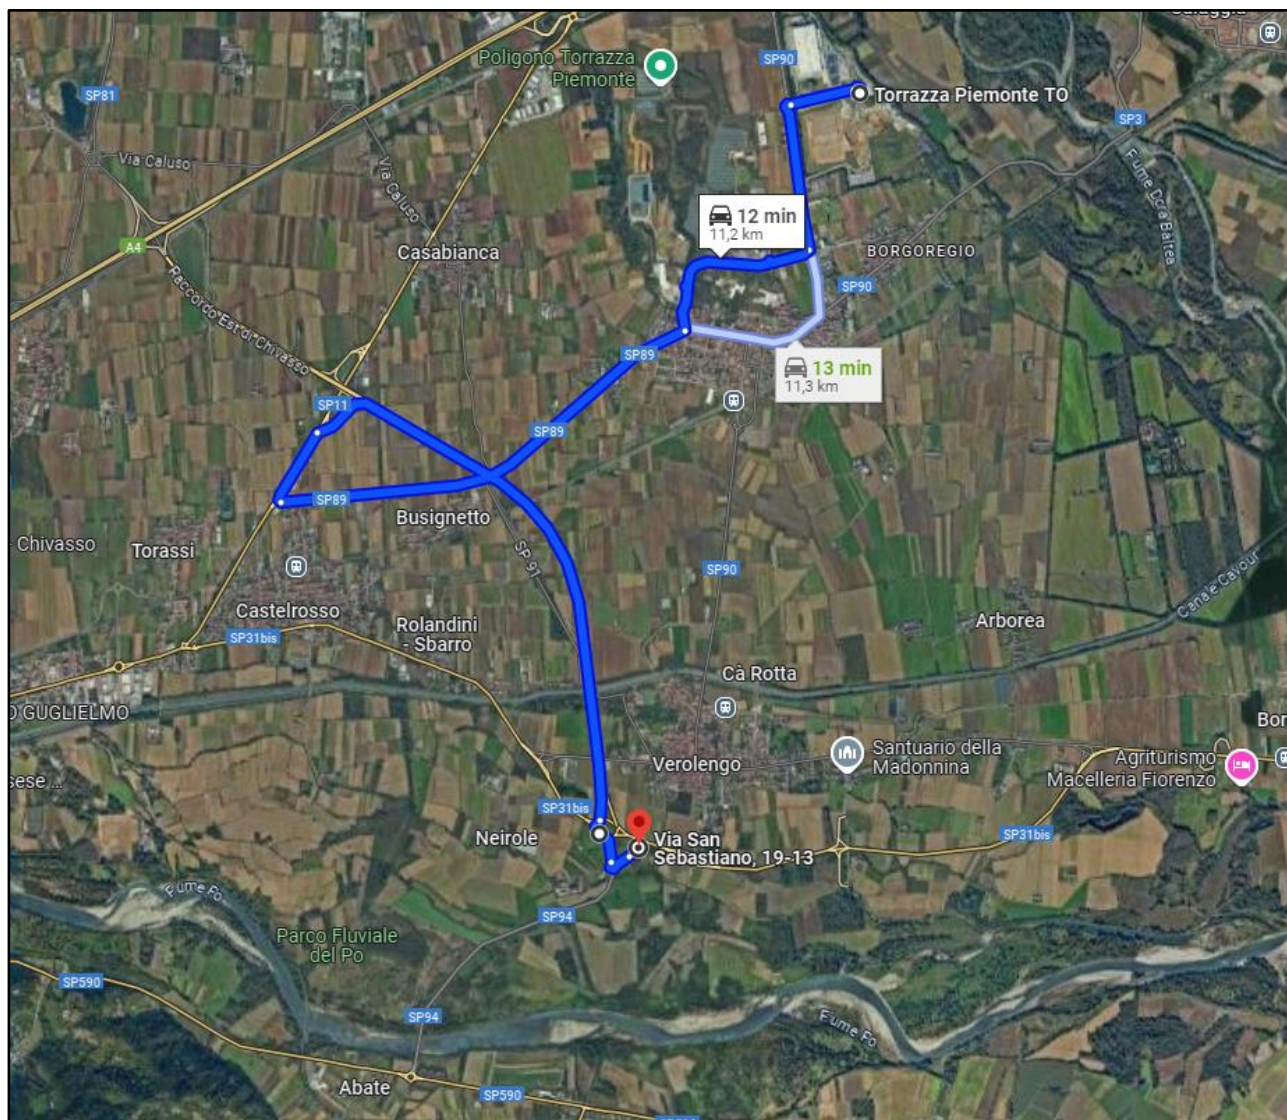 Poligono Torrazza
Piemonte
SP90
Torrazza Piemonte TO
SP81
SP3
Via Caluso
Via Caluso
Fiume Dora Baltea
12 min
11,2 km
A4
Casabianca
BORGOREGIO
SP90
Raccordo Est di Chivasso
SP89
13 min
11,3 km
SP11
SP89
SP89
Busignetto
Chivasso
Torassi
SP 91
SP90
Canale Cavour
Castelrosso
Rolandini
- Sbarro
SP31bis
Arborea
Cà Rotta
O GUGLIELMO
Bor
Santuario della
Madonnina
Agriturismo
Macelleria Fiorenzo
Verolengo
sese ...
SP31bis
Neirole
Via San
Sebastiano, 19-13
SP31bis
Fiume Po
SP94
Parco Fluviale
del Po
SP590
SP94
Fiume Po
Abate
SP590